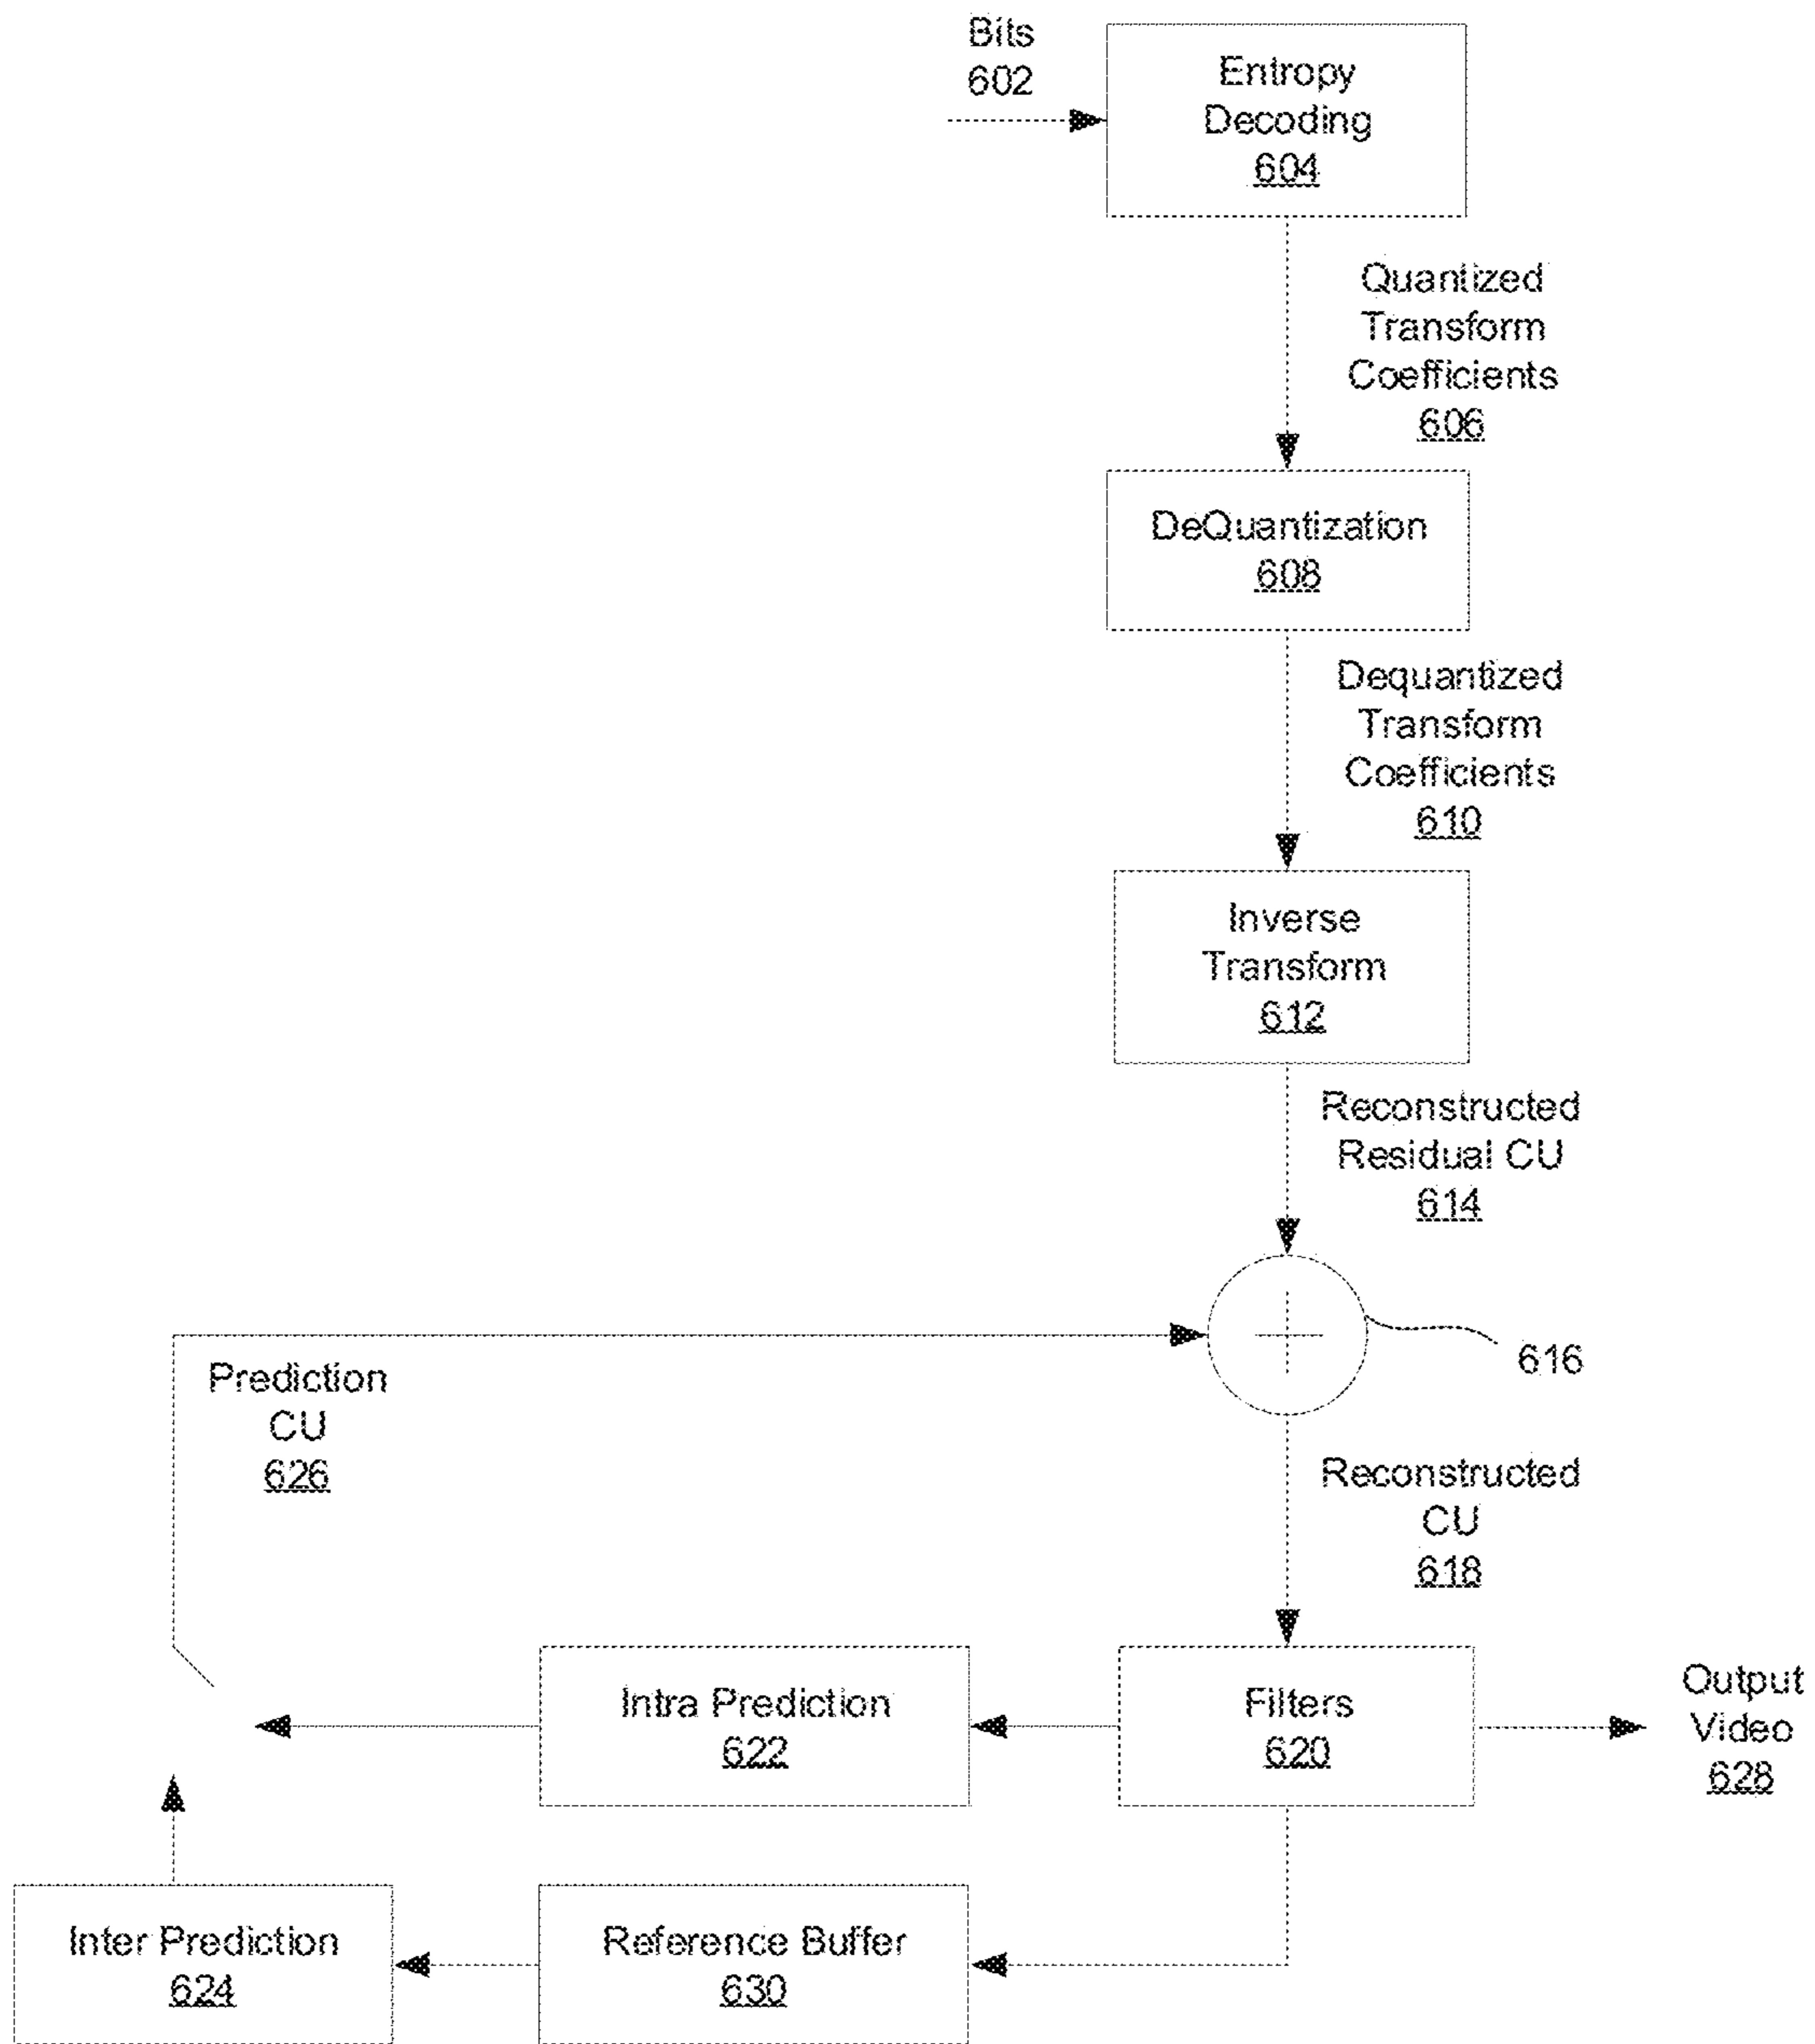 Bits
602
Entropy
Decoding
604
Quantized
Transform
Coefficients
606
DeQuantization
608
Dequantized
Transform
Coefficients
610
Inverse
Transform
612
Reconstructed
Residual CU
614
616
Prediction
CU
626
Reconstructed
CU
618
Intra Prediction
622
Filters
620
Output
Video
628
Inter Prediction
624
Reference Buffer
630